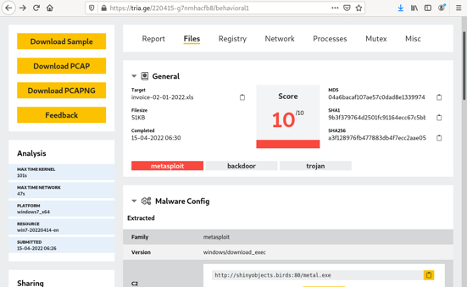 https://tria.ge/220415-g7nmhacfb8/behavioral1
Download Sample
Download PCAP
Download PCAPNG
Feedback
Analysis
MAX TIME KERNEL
101s
MAX TIME NETWORK
47s
PLATFORM
windows7_x64
RESOURCE
win7-20220414-en
SUBMITTED
15-04-2022 06:26
Sharing
Report Files Registry Network Processes Mutex Misc
General
Target
invoice-02-01-2022.xls
Filesize
51KB
Completed
15-04-2022 06:30
Score
10 /10
MD5
04a6bacaf107ae57c0dad8e1339974
SHA1
9b3f379764d2501fc91164ecc67c5bt
SHA256
a3f128976fb477883db4f7ecc2aae05
metasploit backdoor trojan
Malware Config
Extracted
Family metasploit
Version windows/download_exec
C2 http://shinyobjects.birds:80/metal.exe